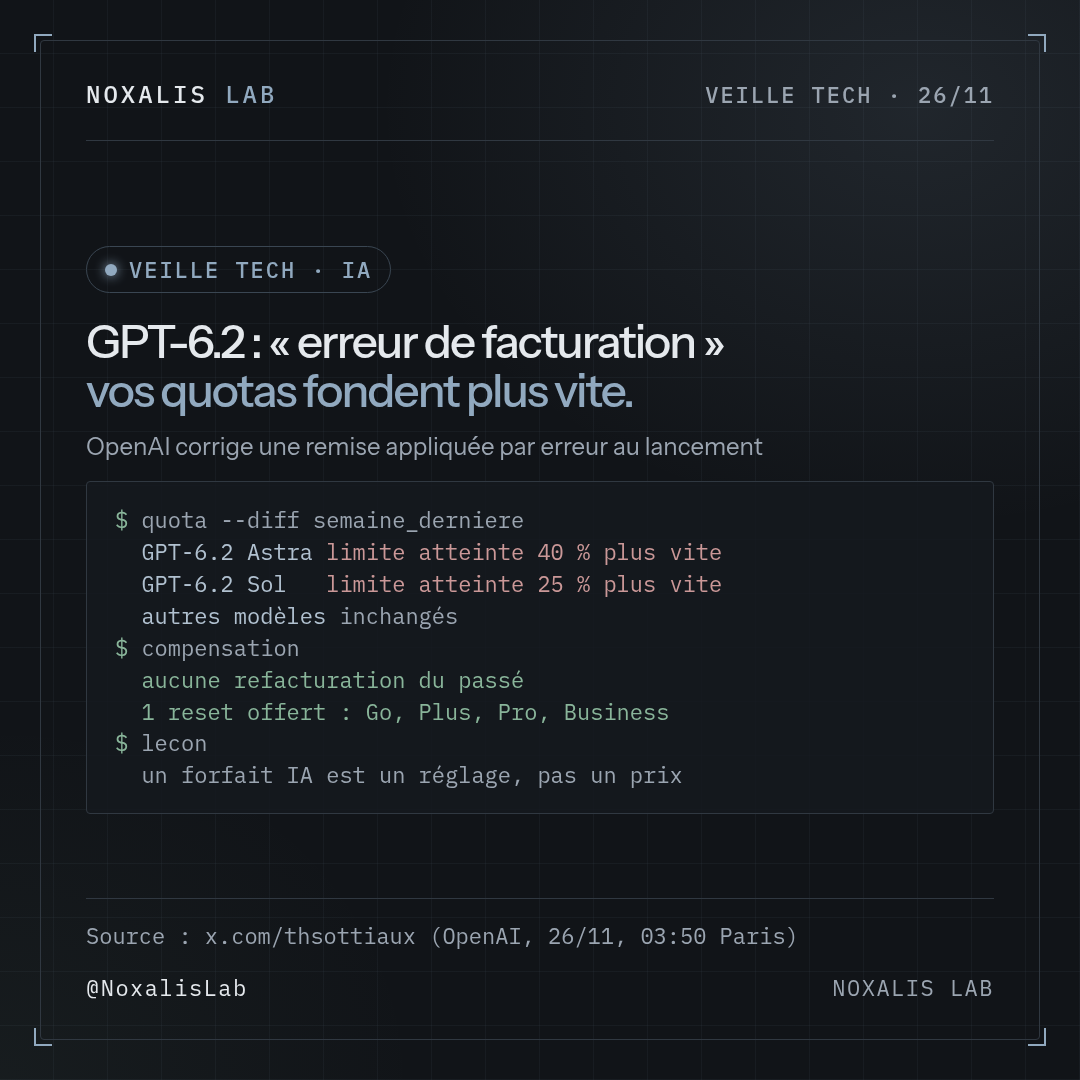 NOXALIS LAB
VEILLE TECH · 26/11
VEILLE TECH · IA
GPT-6.2 : « erreur de facturation »
vos quotas fondent plus vite.
OpenAI corrige une remise appliquée par erreur au lancement
$ quota --diff semaine_derniere
GPT-6.2 Astra limite atteinte 40 % plus vite
GPT-6.2 Sol limite atteinte 25 % plus vite
autres modèles inchangés
$ compensation
aucune refacturation du passé
1 reset offert : Go, Plus, Pro, Business
$ lecon
un forfait IA est un réglage, pas un prix
Source : x.com/thsottiaux (OpenAI, 26/11, 03:50 Paris)
@NoxalisLab
NOXALIS LAB